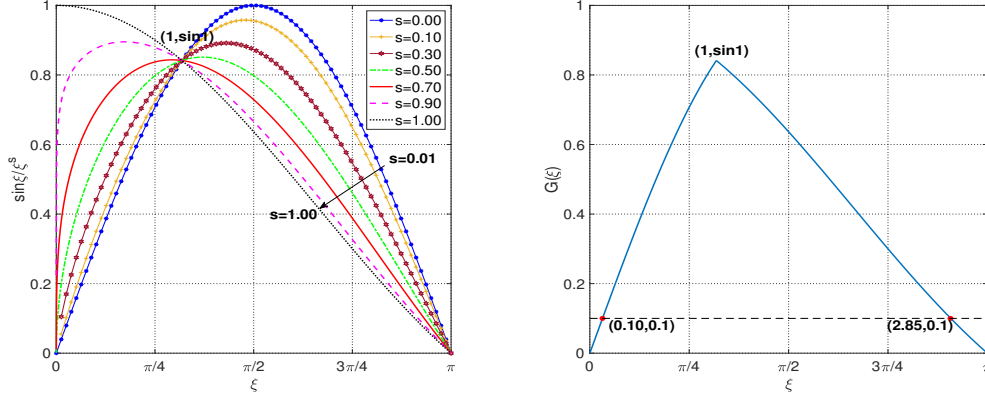 1
0.8
0.6
0.4
0.2
0
sinξ/ξˢ
0
π/4
π/2
3π/4
π
ξ
(1,sin1)
s=0.00
s=0.10
s=0.30
s=0.50
s=0.70
s=0.90
s=1.00
s=0.01
s=1.00
1
0.8
0.6
0.4
0.2
0
G(ξ)
0
π/4
π/2
3π/4
π
ξ
(1,sin1)
(0.10,0.1)
(2.85,0.1)